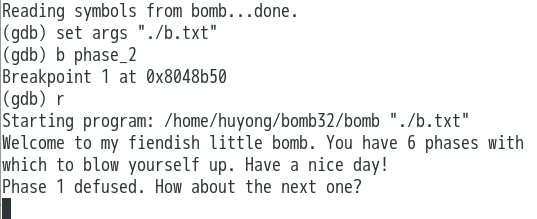 Reading symbols from bomb...done.
(gdb) set args "./b.txt"
(gdb) b phase_2
Breakpoint 1 at 0x8048b50
(gdb) r
Starting program: /home/huyong/bomb32/bomb "./b.txt"
Welcome to my fiendish little bomb. You have 6 phases with
which to blow yourself up. Have a nice day!
Phase 1 defused. How about the next one?